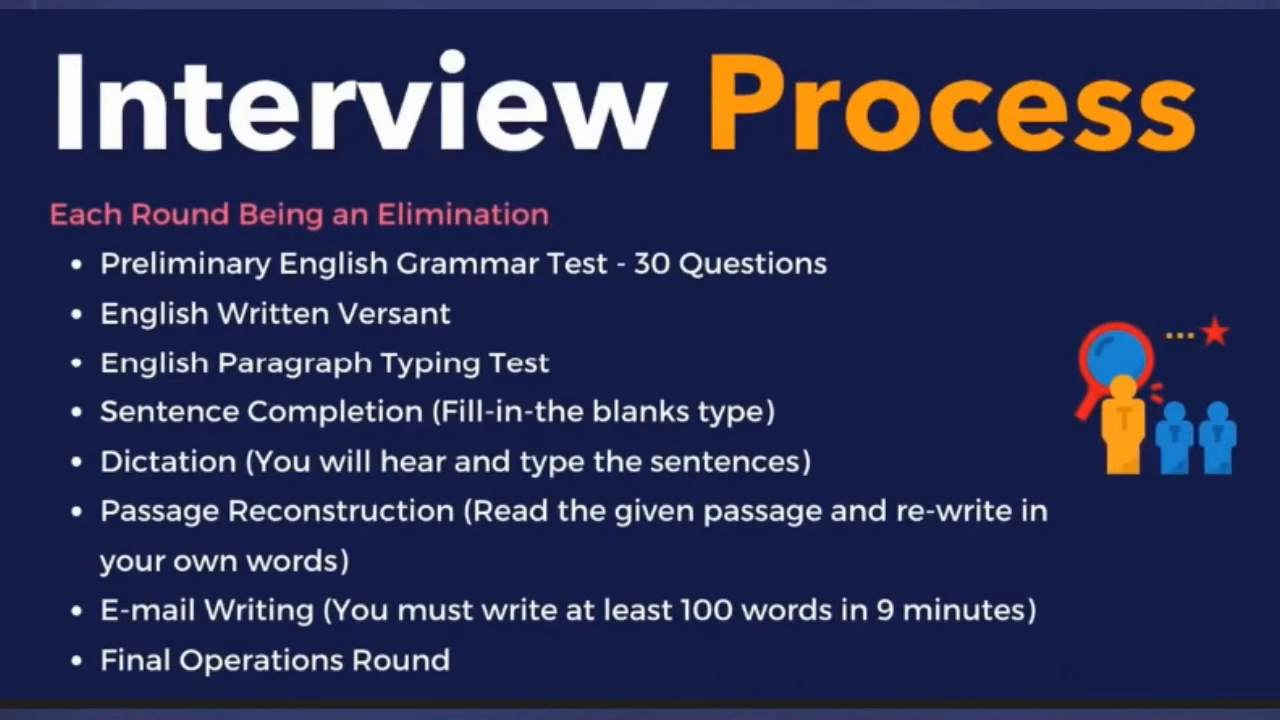 Interview Process
Each Round Being an Elimination
• Preliminary English Grammar Test - 30 Questions
• English Written Versant
• English Paragraph Typing Test
• Sentence Completion (Fill-in-the blanks type)
• Dictation (You will hear and type the sentences)
• Passage Reconstruction (Read the given passage and re-write in
your own words)
• E-mail Writing (You must write at least 100 words in 9 minutes)
• Final Operations Round